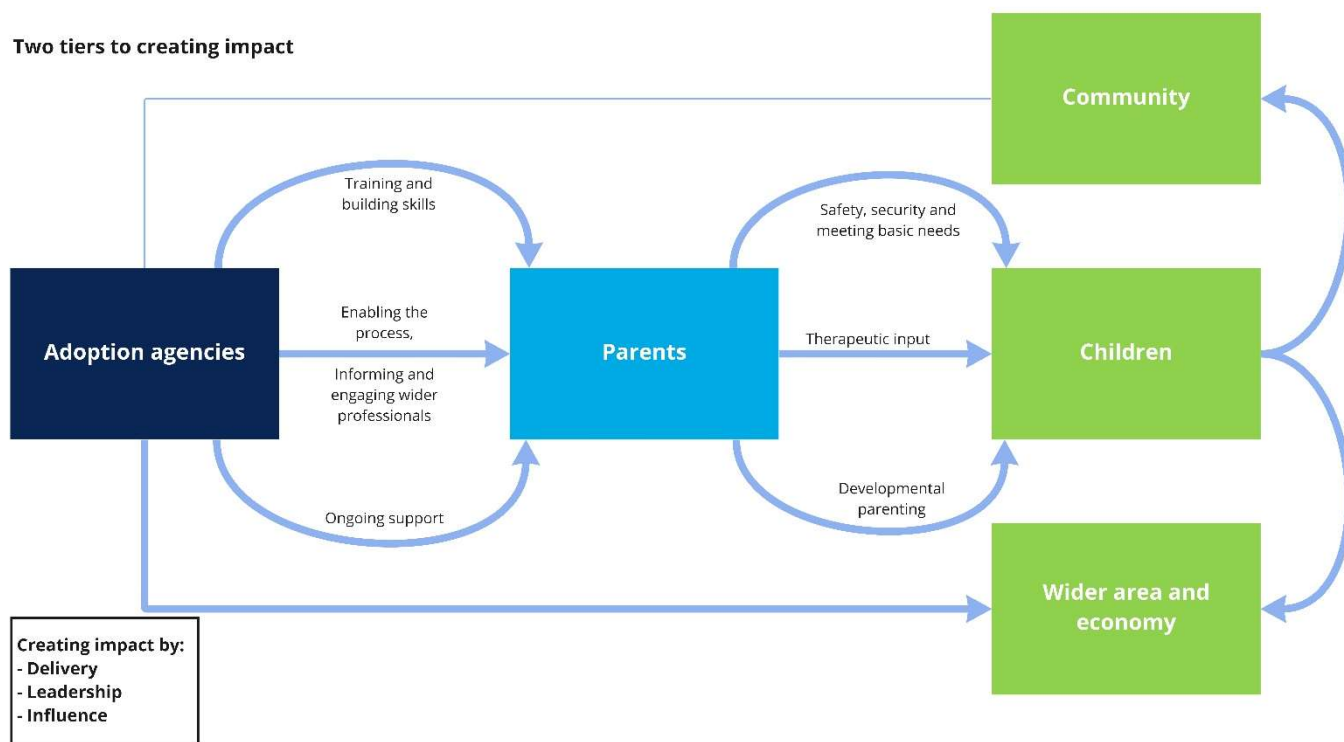 Two tiers to creating impact
Community
Training and
building skills
Safety, security and
meeting basic needs
Adoption agencies
Enabling the
process,
Informing and
engaging wider
professionals
Parents
Therapeutic input
Children
Ongoing support
Developmental
parenting
Wider area and
economy
Creating impact by:
- Delivery
- Leadership
- Influence